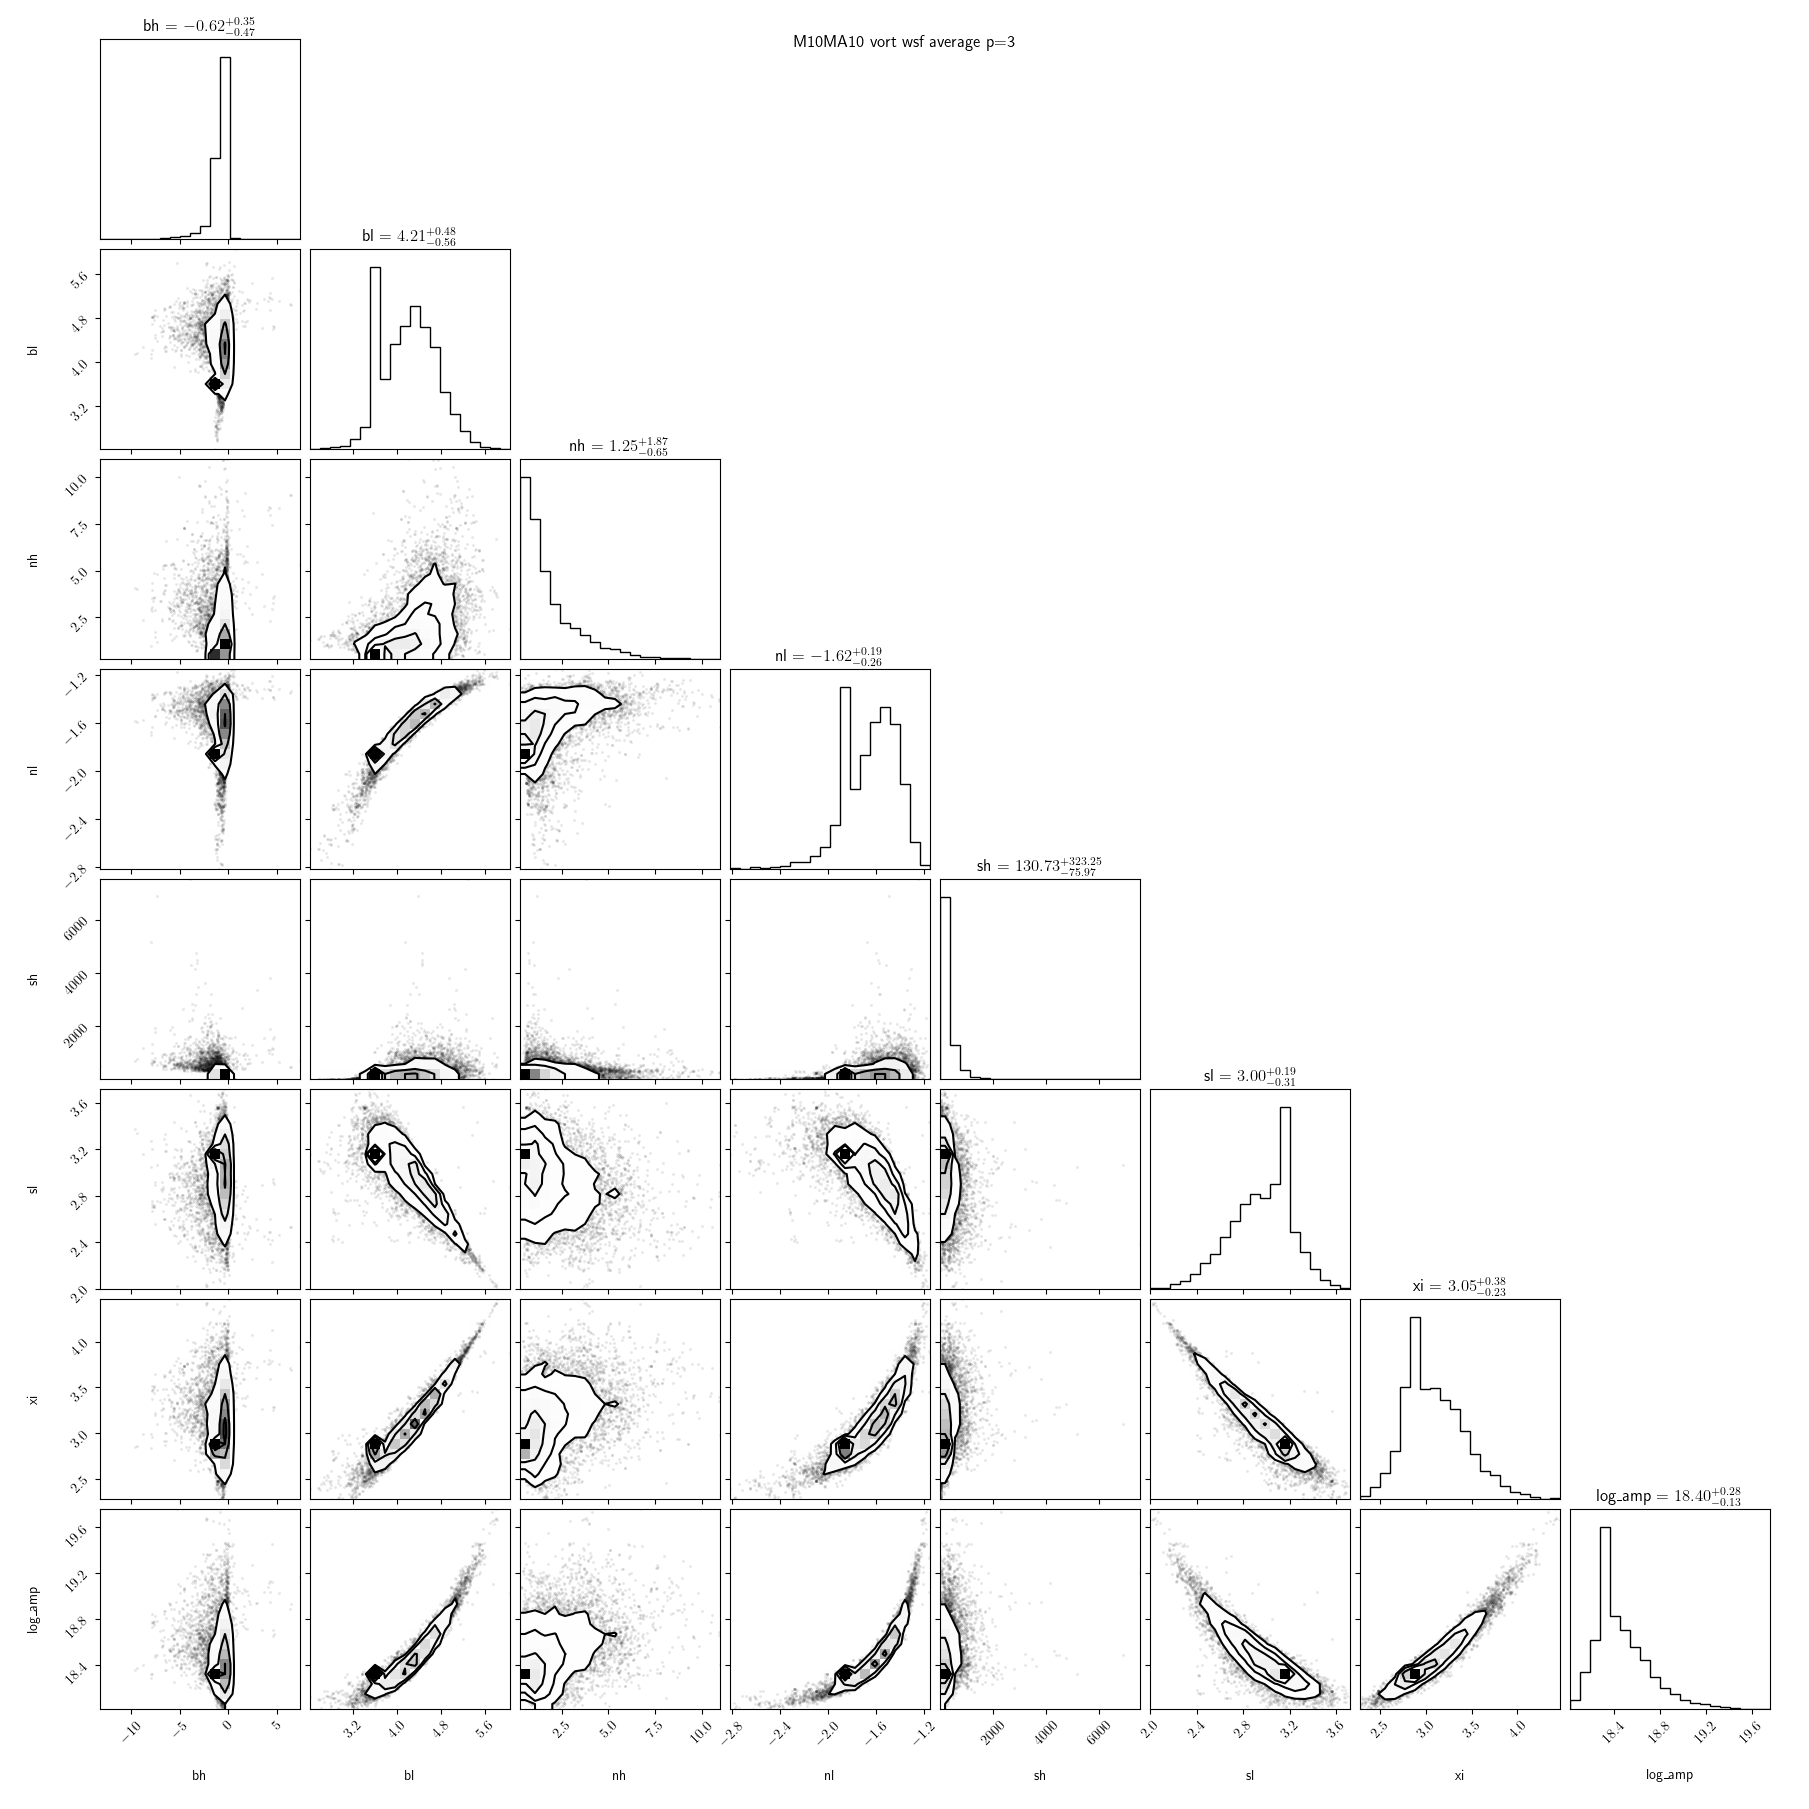 M10MA10 vort wsf average p=3
bh = −0.62+0.35 −0.47
bl = 4.21+0.48 −0.56
bl
5.6
4.8
4.0
3.2
nh = 1.25+1.87 −0.65
nh
10.0
7.5
5.0
2.5
nl = −1.62+0.19 −0.26
nl
−1.2
−1.6
−2.0
−2.4
−2.8
sh = 130.73+323.25 −75.97
sh
6000
4000
2000
sl = 3.00+0.19 −0.31
sl
3.6
3.2
2.8
2.4
2.0
xi = 3.05+0.38 −0.23
xi
4.0
3.5
3.0
2.5
log_amp = 18.40+0.28 −0.13
log_amp
19.6
19.2
18.8
18.4
−10 −5 0 5 3.2 4.0 4.8 5.6 2.5 5.0 7.5 10.0 −2.8 −2.4 −2.0 −1.6 −1.2 2000 4000 6000 2.0 2.4 2.8 3.2 3.6 2.5 3.0 3.5 4.0 18.4 18.8 19.2 19.6
bh bl nh nl sh sl xi log_amp